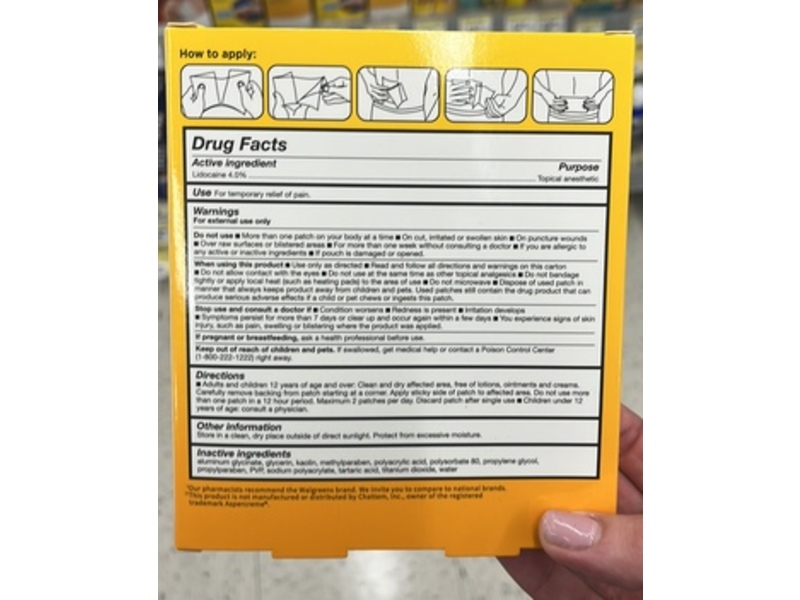 How to apply:
Drug Facts
Active ingredient Purpose
Lidocaine 4.0% Topical anesthetic
Use For temporary relief of pain.
Warnings
For external use only
Do not use ■ More than one patch on your body at a time ■ On cut, irritated or swollen skin ■ On puncture wounds
■ Over raw surfaces or blistered areas ■ For more than one week without consulting a doctor ■ If you are allergic to
any active or inactive ingredients ■ If pouch is damaged or opened.
When using this product ■ Use only as directed ■ Read and follow all directions and warnings on this carton
■ Do not allow contact with the eyes ■ Do not use at the same time as other topical analgesics ■ Do not bandage
tightly or apply local heat (such as heating pads) to the area of use ■ Do not microwave ■ Dispose of used patch in
manner that always keeps product away from children and pets. Used patches still contain the drug product that can
produce serious adverse effects if a child or pet chews or ingests this patch.
Stop use and consult a doctor if ■ Condition worsens ■ Redness is present ■ Irritation develops
■ Symptoms persist for more than 7 days or clear up and occur again within a few days ■ You experience signs of skin
injury, such as pain, swelling or blistering where the product was applied.
If pregnant or breastfeeding, ask a health professional before use.
Keep out of reach of children and pets. If swallowed, get medical help or contact a Poison Control Center
(1-800-222-1222) right away.
Directions
■ Adults and children 12 years of age and over: Clean and dry affected area, free of lotions, ointments and creams.
Carefully remove backing from patch starting at a corner. Apply sticky side of patch to affected area. Do not use more
than one patch in a 12 hour period. Maximum 2 patches per day. Discard patch after single use ■ Children under 12
years of age: consult a physician.
Other information
Store in a clean, dry place outside of direct sunlight. Protect from excessive moisture.
Inactive ingredients
aluminum glycinate, glycerin, kaolin, methylparaben, polyacrylic acid, polysorbate 80, propylene glycol,
propylparaben, PVP, sodium polyacrylate, tartaric acid, titanium dioxide, water
†Our pharmacists recommend the Walgreens brand. We invite you to compare to national brands.
††This product is not manufactured or distributed by Chattem, Inc., owner of the registered
trademark Aspercreme®.